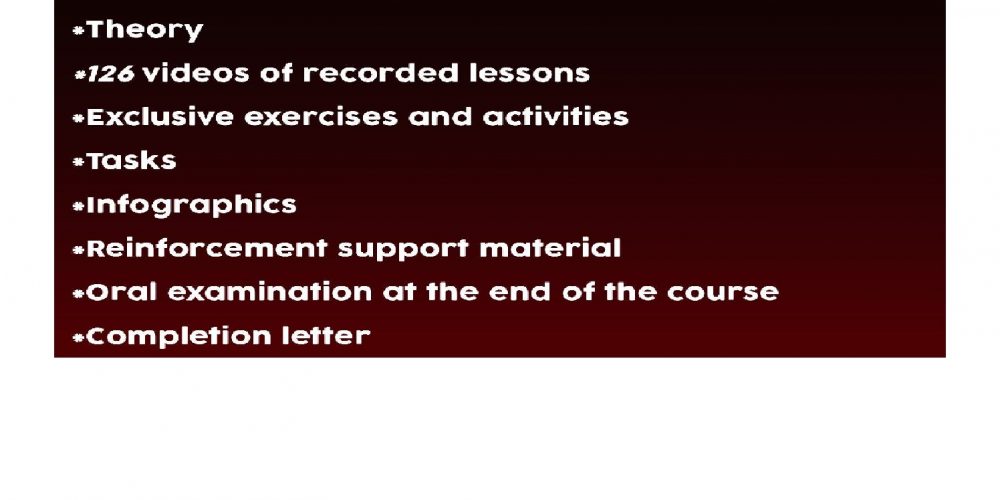 *Theory
*126 videos of recorded lessons
*Exclusive exercises and activities
*Tasks
*Infographics
*Reinforcement support material
*Oral examination at the end of the course
*Completion letter